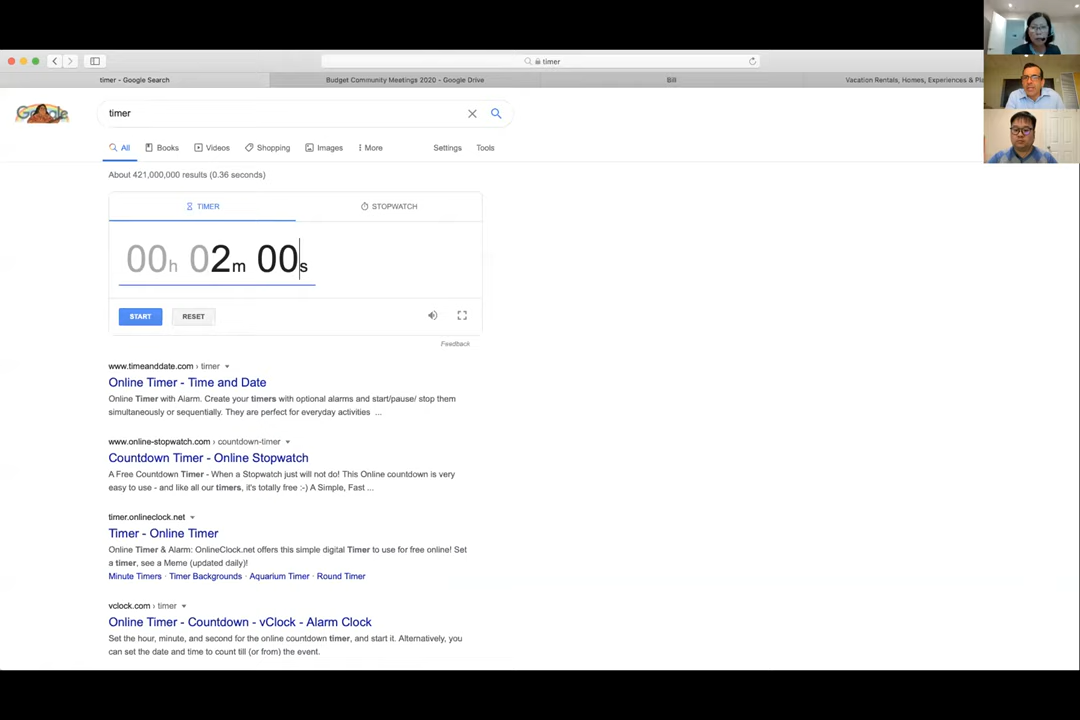 timer
timer - Google Search
Budget Community Meetings 2020 - Google Drive
Bill
Vacation Rentals, Homes, Experiences & Pla
Google
timer
All
Books
Videos
Shopping
Images
More
Settings
Tools
About 421,000,000 results (0.36 seconds)
TIMER
STOPWATCH
00h 02m 00s
START
RESET
Feedback
www.timeanddate.com › timer
Online Timer - Time and Date
Online Timer with Alarm. Create your timers with optional alarms and start/pause/ stop them
simultaneously or sequentially. They are perfect for everyday activities ...
www.online-stopwatch.com › countdown-timer
Countdown Timer - Online Stopwatch
A Free Countdown Timer - When a Stopwatch just will not do! This Online countdown is very
easy to use - and like all our timers, it's totally free :-) A Simple, Fast ...
timer.onlineclock.net
Timer - Online Timer
Online Timer & Alarm: OnlineClock.net offers this simple digital Timer to use for free online! Set
a timer, see a Meme (updated daily)!
Minute Timers · Timer Backgrounds · Aquarium Timer · Round Timer
vclock.com › timer
Online Timer - Countdown - vClock - Alarm Clock
Set the hour, minute, and second for the online countdown timer, and start it. Alternatively, you
can set the date and time to count till (or from) the event.